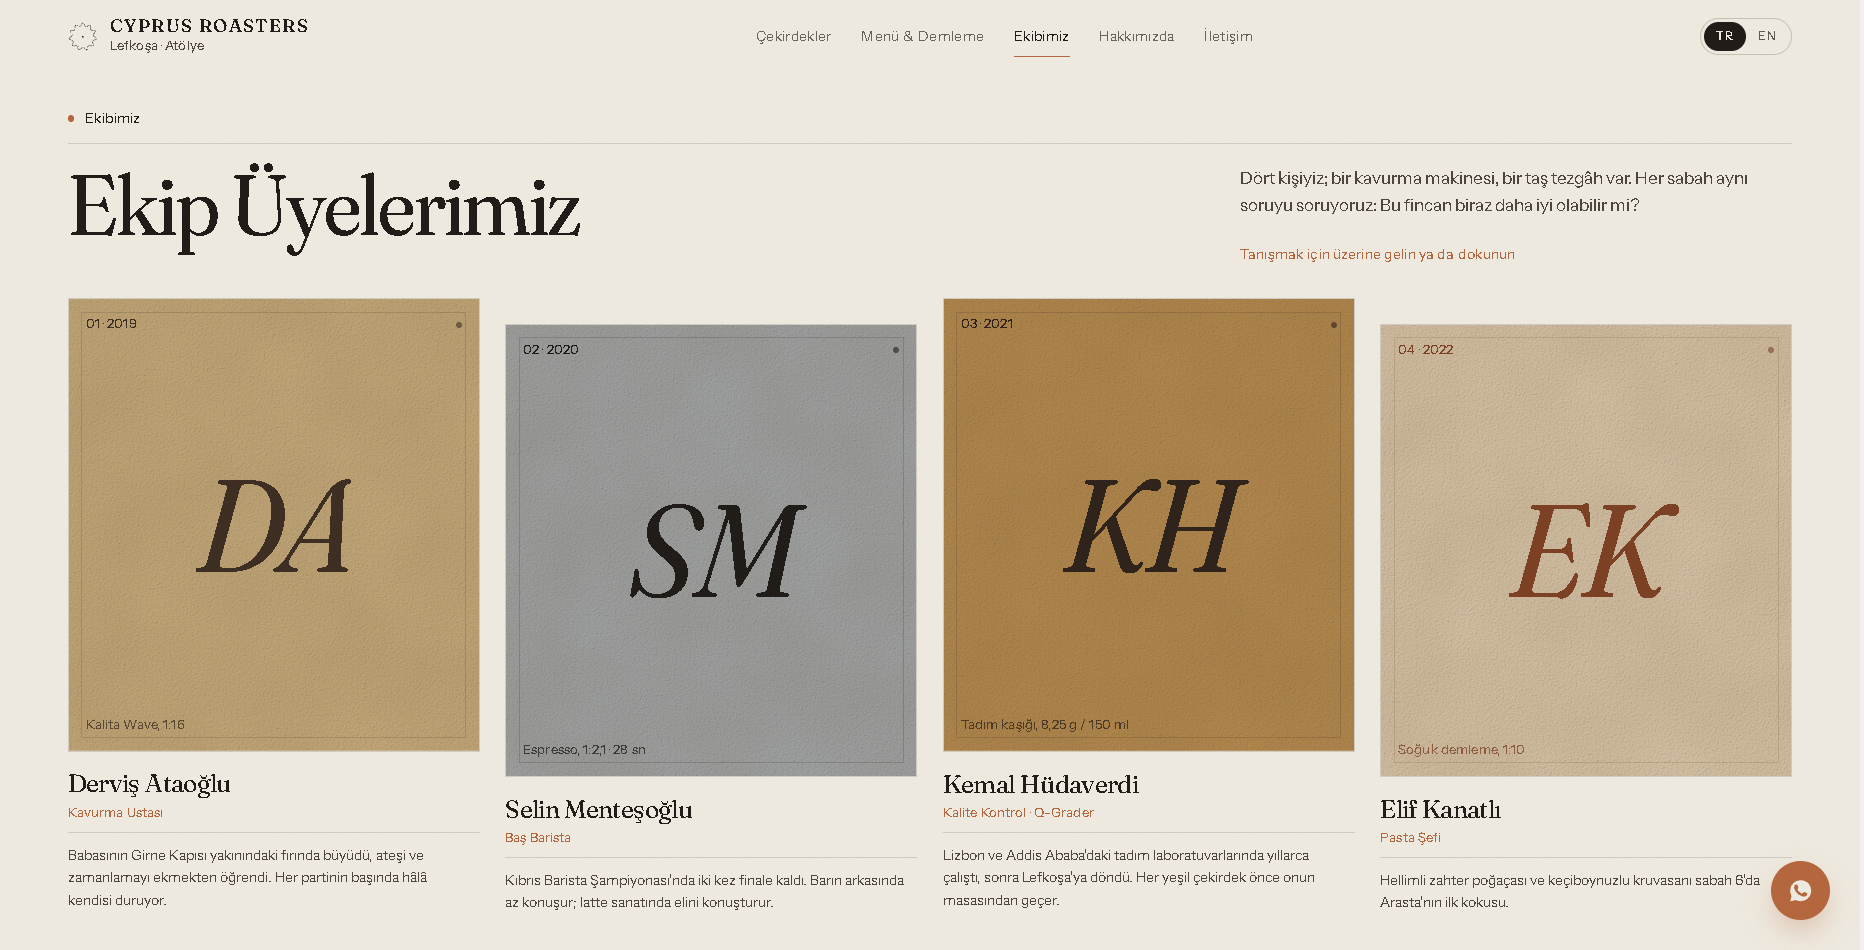 CYPRUS ROASTERS
Lefkoşa · Atölye
Çekirdekler
Menü & Demleme
Ekibimiz
Hakkımızda
İletişim
TR
EN
Ekibimiz
Ekip Üyelerimiz
Dört kişiyiz; bir kavurma makinesi, bir taş tezgâh var. Her sabah aynı
soruyu soruyoruz: Bu fincan biraz daha iyi olabilir mi?
Tanışmak için üzerine gelin ya da dokunun
01 · 2019
DA
Kalita Wave, 1:16
Derviş Ataoğlu
Kavurma Ustası
Babasının Girne Kapısı yakınındaki fırında büyüdü, ateşi ve
zamanlamayı ekmekten öğrendi. Her partinin başında hâlâ
kendisi duruyor.
02 · 2020
SM
Espresso, 1:2,1 · 28 sn
Selin Menteşoğlu
Baş Barista
Kıbrıs Barista Şampiyonası'nda iki kez finale kaldı. Barın arkasında
az konuşur; latte sanatında elini konuşturur.
03 · 2021
KH
Tadım kaşığı, 8,25 g / 150 ml
Kemal Hüdaverdi
Kalite Kontrol · Q-Grader
Lizbon ve Addis Ababa'daki tadım laboratuvarlarında yıllarca
çalıştı, sonra Lefkoşa'ya döndü. Her yeşil çekirdek önce onun
masasından geçer.
04 · 2022
EK
Soğuk demleme, 1:10
Elif Kanatlı
Pasta Şefi
Hellimli zahter poğaçası ve keçiboynuzlu kruvasanı sabah 6'da
Arasta'nın ilk kokusu.